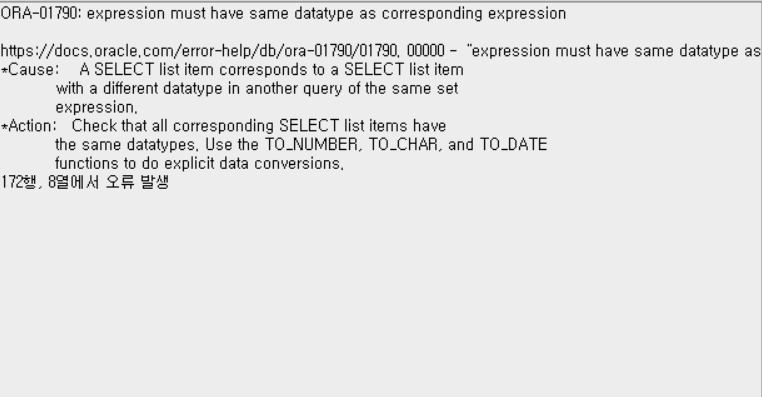 ORA-01790: expression must have same datatype as corresponding expression
https://docs.oracle.com/error-help/db/ora-01790/01790. 00000 - "expression must have same datatype as
*Cause: A SELECT list item corresponds to a SELECT list item
with a different datatype in another query of the same set
expression.
*Action: Check that all corresponding SELECT list items have
the same datatypes. Use the TO_NUMBER, TO_CHAR, and TO_DATE
functions to do explicit data conversions.
172행, 8열에서 오류 발생